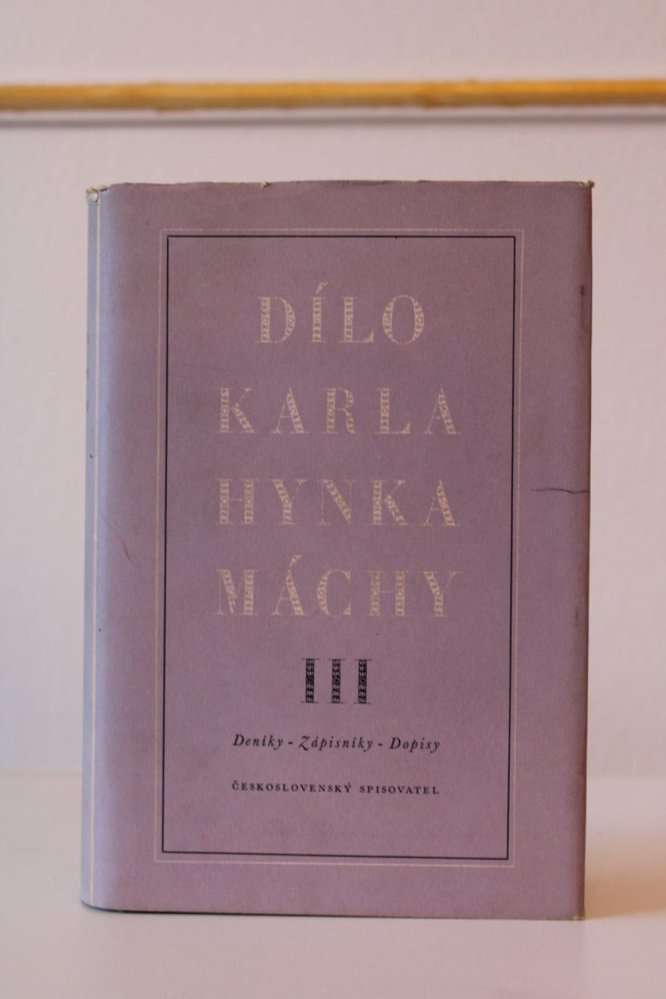 DÍLO
KARLA
HYNKA
MÁCHY
III
Deníky - Zápisníky - Dopisy
ČESKOSLOVENSKÝ SPISOVATEL